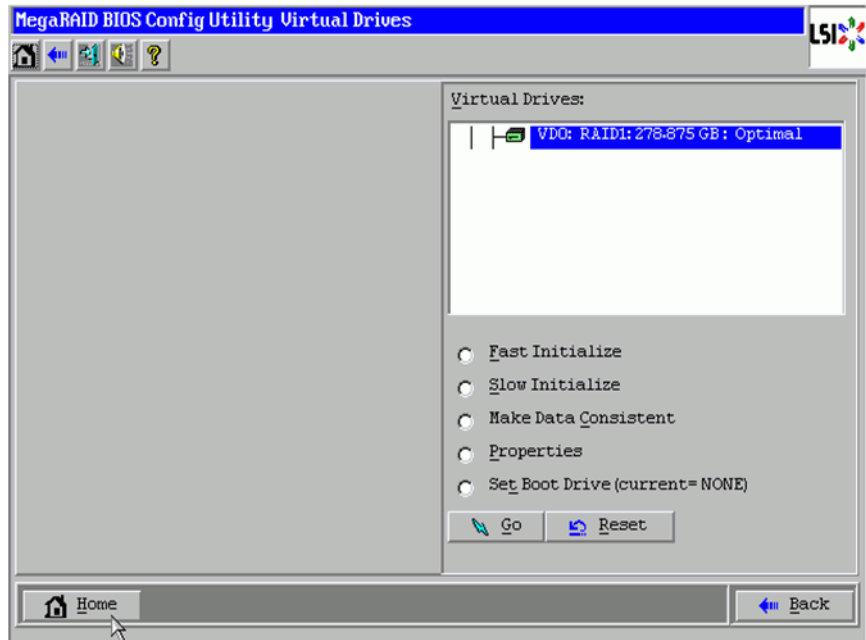 MegaRAID BIOS Config Utility Virtual Drives
LSI
Virtual Drives:
VD0: RAID1: 278.875 GB: Optimal
Fast Initialize
Slow Initialize
Make Data Consistent
Properties
Set Boot Drive (current= NONE)
Go
Reset
Home
Back